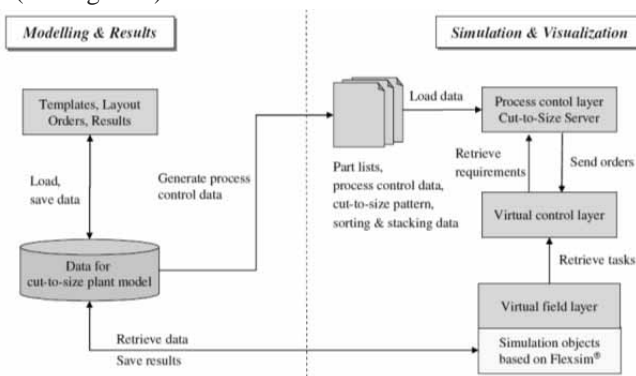 Modelling & Results
Simulation & Visualization
Templates, Layout
Orders, Results
Load,
save data
Generate process
control data
Data for
cut-to-size plant model
Retrieve data
Save results
Load data
Part lists,
process control data,
cut-to-size pattern,
sorting & stacking data
Process contol layer
Cut-to-Size Server
Retrieve
requirements
Send orders
Virtual control layer
Retrieve tasks
Virtual field layer
Simulation objects
based on Flexsim®